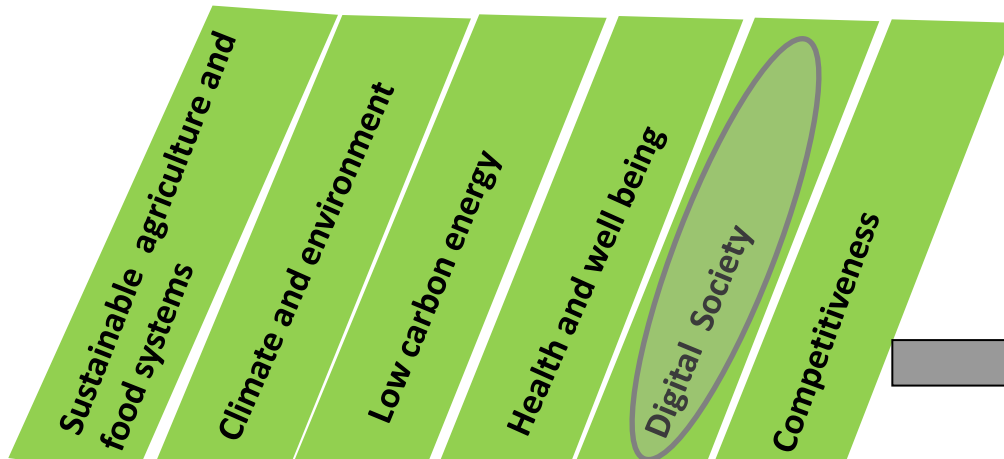 Sustainable agriculture and
food systems
Climate and environment
Low carbon energy
Health and well being
Digital Society
Competitiveness